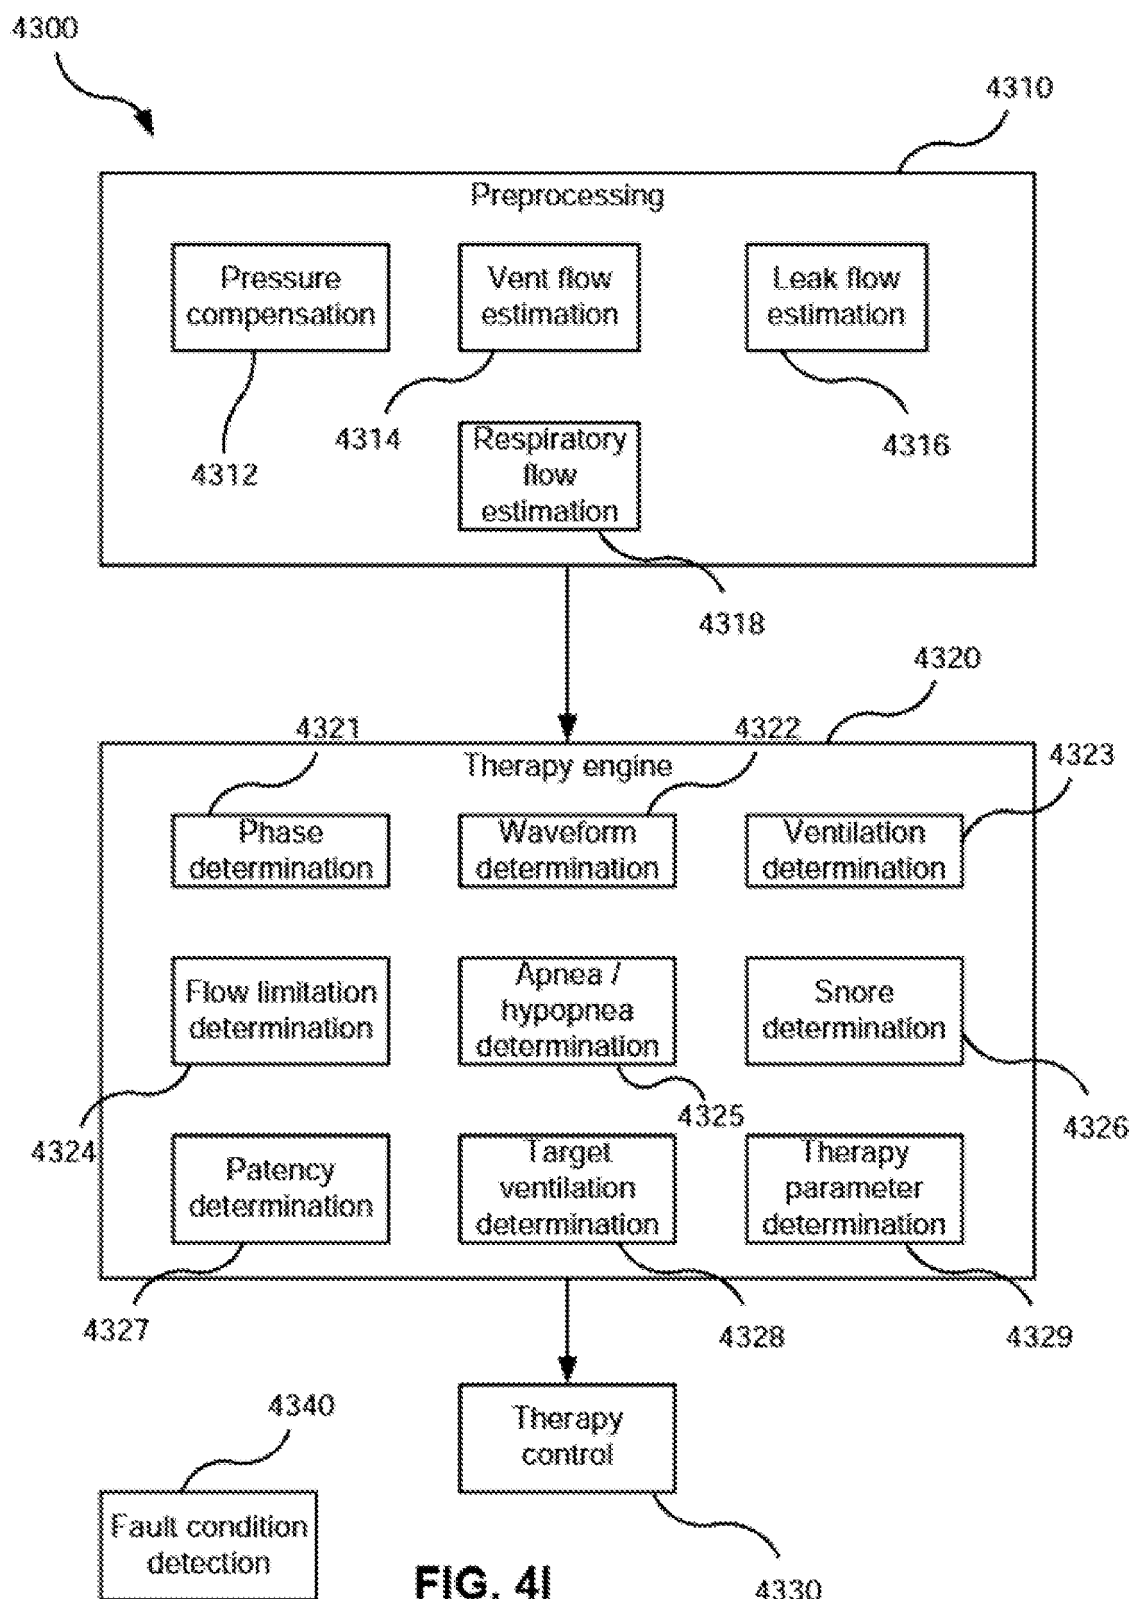 4300
4310
Preprocessing
Pressure
compensation
Vent flow
estimation
Leak flow
estimation
4312
4314
4316
Respiratory
flow
estimation
4318
4320
4321
4322
4323
Therapy engine
Phase
determination
Waveform
determination
Ventilation
determination
Flow limitation
determination
Apnea /
hypopnea
determination
Snore
determination
4324
4325
4326
Patency
determination
Target
ventilation
determination
Therapy
parameter
determination
4327
4328
4329
4340
Therapy
control
Fault condition
detection
4330
FIG. 4I